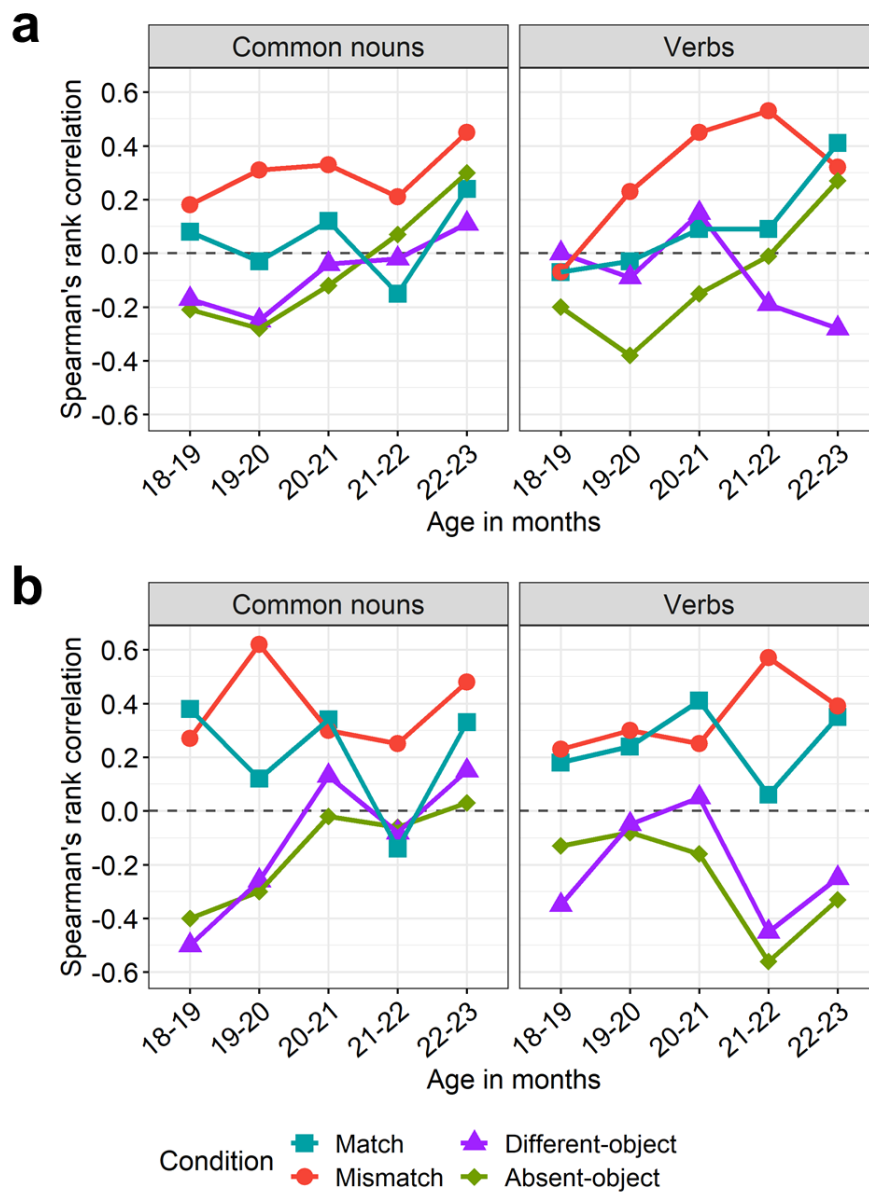 a
Common nouns Verbs
Spearman's rank correlation
0.6
0.4
0.2
0.0
-0.2
-0.4
-0.6
18-19 19-20 20-21 21-22 22-23 18-19 19-20 20-21 21-22 22-23
Age in months
b
Common nouns Verbs
Spearman's rank correlation
0.6
0.4
0.2
0.0
-0.2
-0.4
-0.6
18-19 19-20 20-21 21-22 22-23 18-19 19-20 20-21 21-22 22-23
Age in months
Condition
Match Different-object
Mismatch Absent-object